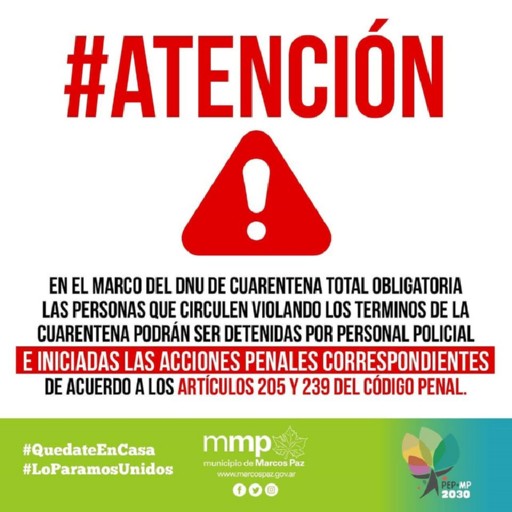 #ATENCIÓN
!
EN EL MARCO DEL DNU DE CUARENTENA TOTAL OBLIGATORIA
LAS PERSONAS QUE CIRCULEN VIOLANDO LOS TERMINOS DE LA
CUARENTENA PODRÁN SER DETENIDAS POR PERSONAL POLICIAL
E INICIADAS LAS ACCIONES PENALES CORRESPONDIENTES
DE ACUERDO A LOS ARTÍCULOS 205 Y 239 DEL CÓDIGO PENAL.
#QuedateEnCasa
#LoParamosUnidos
mmp
municipio de Marcos Paz
www.marcospaz.gov.ar
PEP+MP
2030